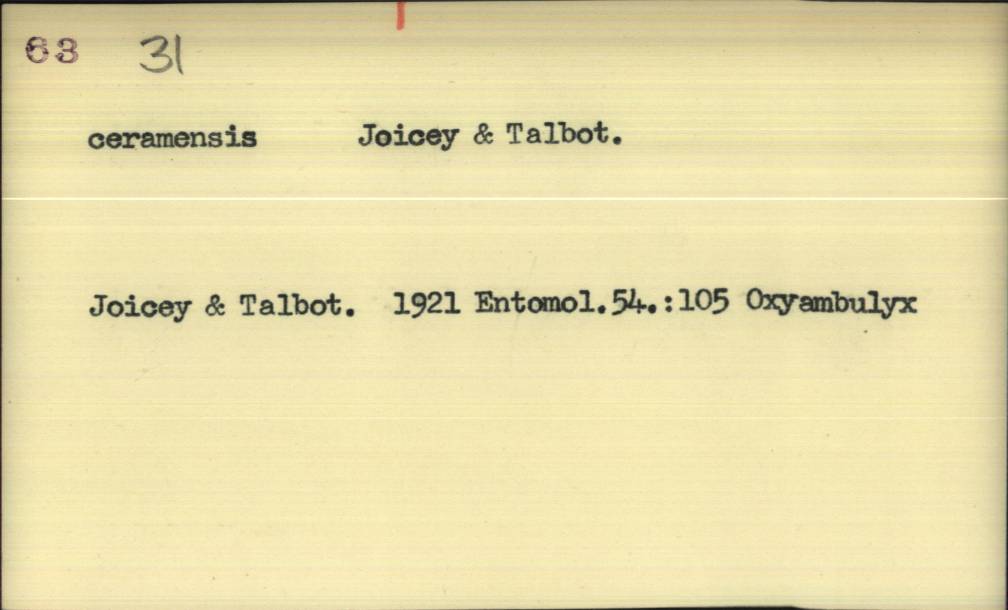 63 31
ceramensis Joicey & Talbot.
Joicey & Talbot. 1921 Entomol.54.:105 Oxyambulyx